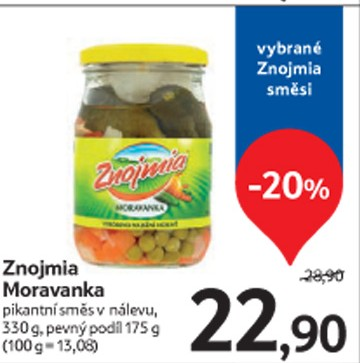 vybrané
Znojmia
směsi
-20%
Znojmia
MORAVANKA
Znojmia
Moravanka
pikantní směs v nálevu,
330 g, pevný podíl 175 g
(100 g = 13,08)
28,90
22,90